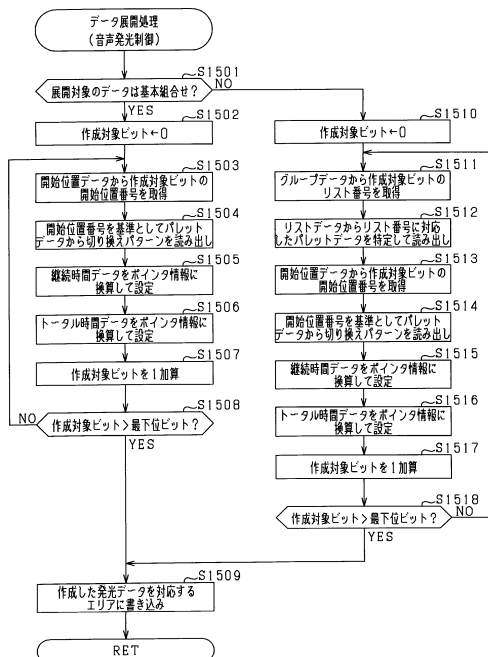 データ展開処理
(音声発光制御)
S1501
展開対象のデータは基本組合せ?
NO
YES
S1502
作成対象ビット←0
S1503
開始位置データから作成対象ビットの
開始位置番号を取得
S1504
開始位置番号を基準としてパレット
データから切り換えパターンを読み出し
S1505
継続時間データをポインタ情報に
換算して設定
S1506
トータル時間データをポインタ情報に
換算して設定
S1507
作成対象ビットを1加算
S1508
NO
作成対象ビット>最下位ビット?
YES
S1510
作成対象ビット←0
S1511
グループデータから作成対象ビットの
リスト番号を取得
S1512
リストデータからリスト番号に対応
したパレットデータを特定して読み出し
S1513
開始位置データから作成対象ビットの
開始位置番号を取得
S1514
開始位置番号を基準としてパレット
データから切り換えパターンを読み出し
S1515
継続時間データをポインタ情報に
換算して設定
S1516
トータル時間データをポインタ情報に
換算して設定
S1517
作成対象ビットを1加算
S1518
作成対象ビット>最下位ビット?
NO
YES
S1509
作成した発光データを対応する
エリアに書き込み
RET